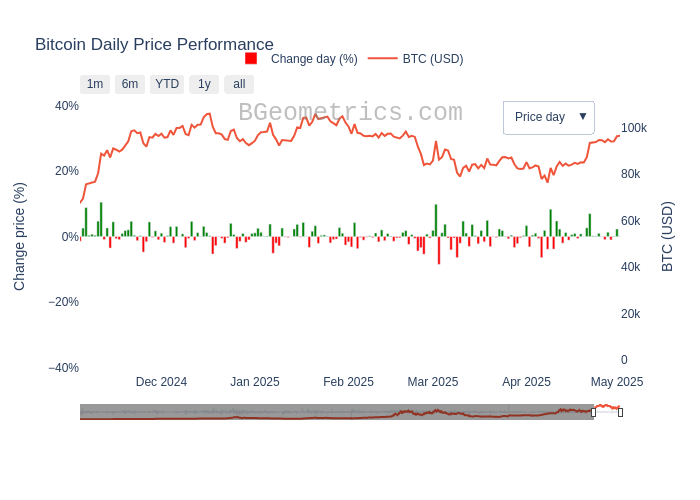 Bitcoin Daily Price Performance
Change day (%) BTC (USD)
1m 6m YTD 1y all
BGeometrics.com
Price day ▼
40%
20%
0%
−20%
−40%
Change price (%)
100k
80k
60k
40k
20k
0
BTC (USD)
Dec 2024 Jan 2025 Feb 2025 Mar 2025 Apr 2025 May 2025